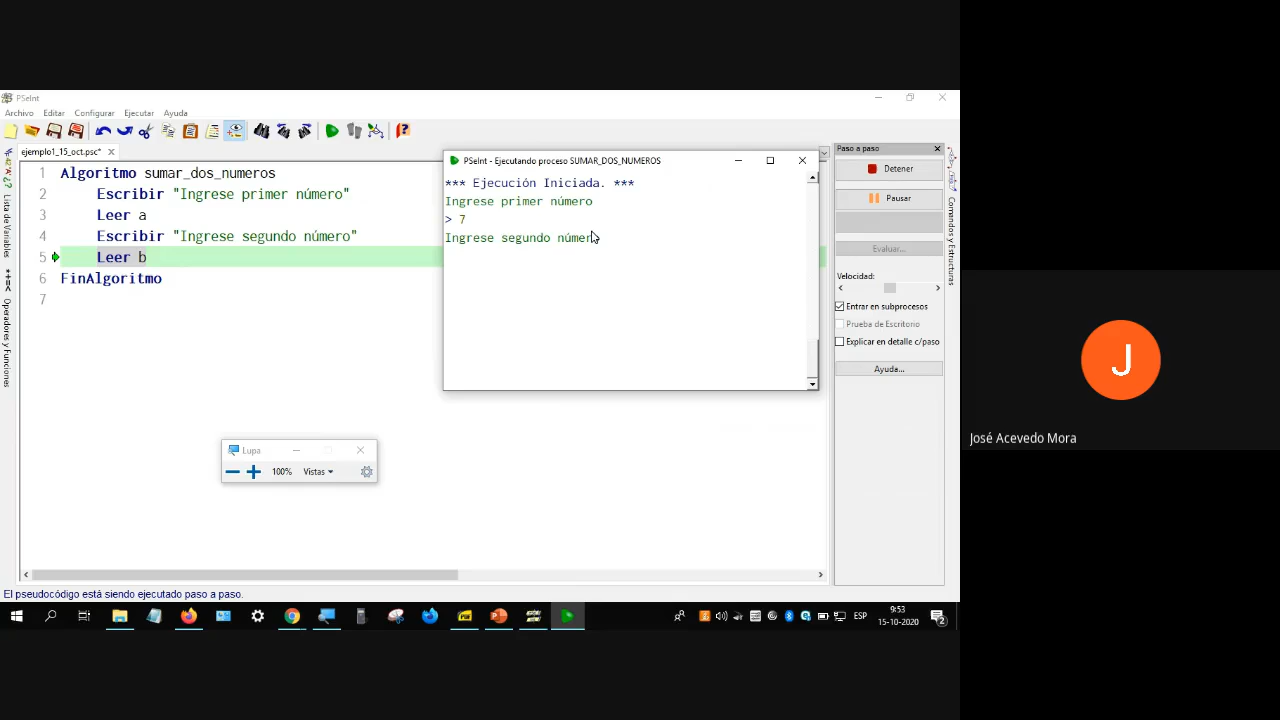 PSeInt
Archivo Editar Configurar Ejecutar Ayuda
ejemplo1_15_oct.psc*
1 Algoritmo sumar_dos_numeros
2 Escribir "Ingrese primer número"
3 Leer a
4 Escribir "Ingrese segundo número"
5 Leer b
6 FinAlgoritmo
7
Lista de Variables
Operadores y Funciones
PSeInt - Ejecutando proceso SUMAR_DOS_NUMEROS
*** Ejecución Iniciada. ***
Ingrese primer número
> 7
Ingrese segundo número
Paso a paso
Detener
Pausar
Evaluar...
Velocidad:
Entrar en subprocesos
Prueba de Escritorio
Explicar en detalle c/paso
Ayuda...
Comandos y Estructuras
Lupa
100% Vistas
El pseudocódigo está siendo ejecutado paso a paso.
ESP
9:53
15-10-2020
2
J
José Acevedo Mora